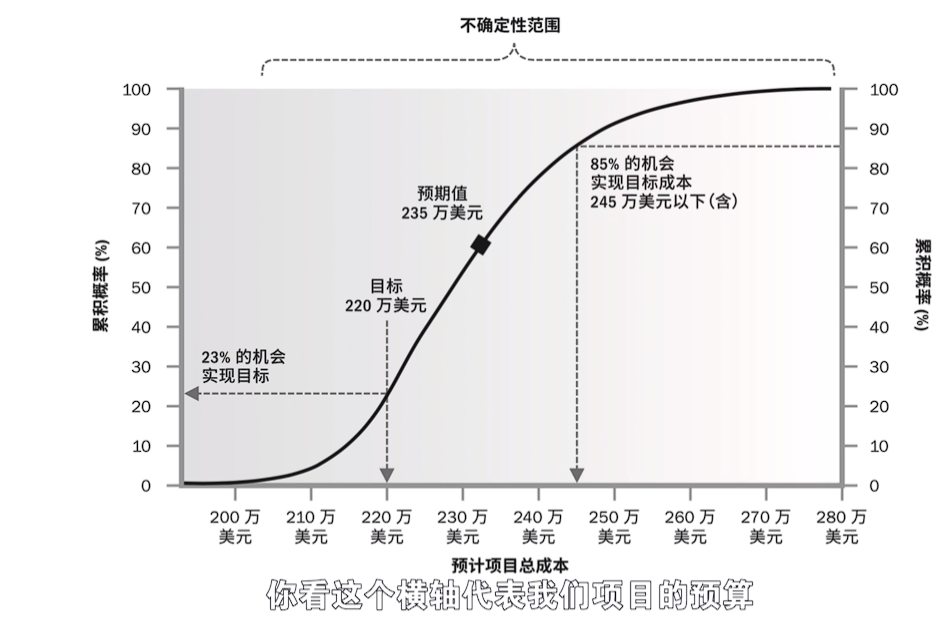 不确定性范围
100
90
80
70
60
50
40
30
20
10
0
累积概率 (%)
100
90
80
70
60
50
40
30
20
10
0
累积概率 (%)
85% 的机会
实现目标成本
245 万美元以下（含）
预期值
235 万美元
目标
220 万美元
23% 的机会
实现目标
200 万
美元
210 万
美元
220 万
美元
230 万
美元
240 万
美元
250 万
美元
260 万
美元
270 万
美元
280 万
美元
预计项目总成本
你看这个横轴代表我们项目的预算